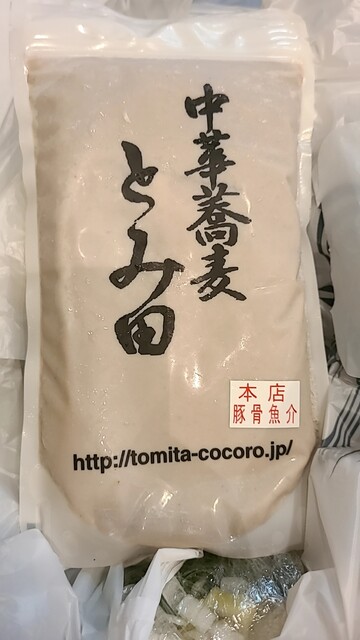 中華蕎麦
とみ田
本店
豚骨魚介
http://tomita-cocoro.jp/